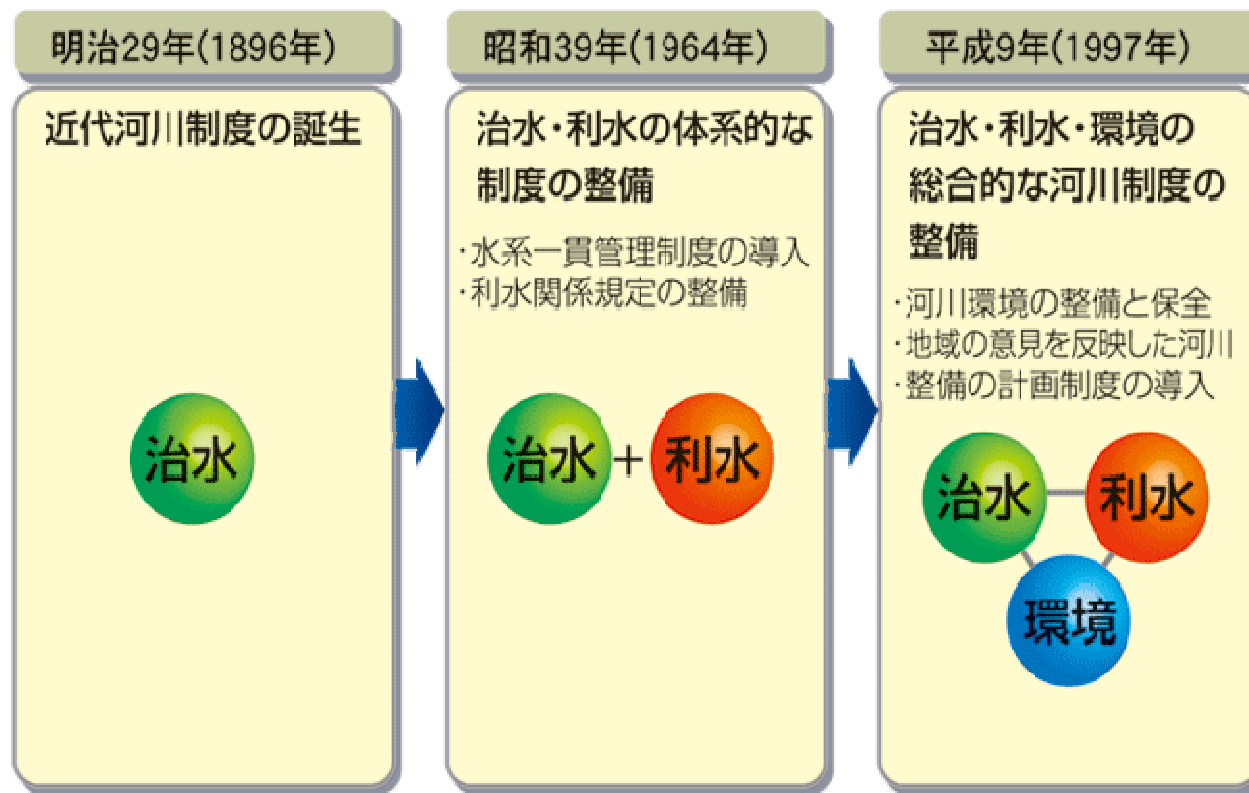 明治29年(1896年)
近代河川制度の誕生
治水
昭和39年(1964年)
治水・利水の体系的な
制度の整備
・水系一貫管理制度の導入
・利水関係規定の整備
治水+利水
平成9年(1997年)
治水・利水・環境の
総合的な河川制度の
整備
・河川環境の整備と保全
・地域の意見を反映した河川
・整備の計画制度の導入
治水 利水
環境